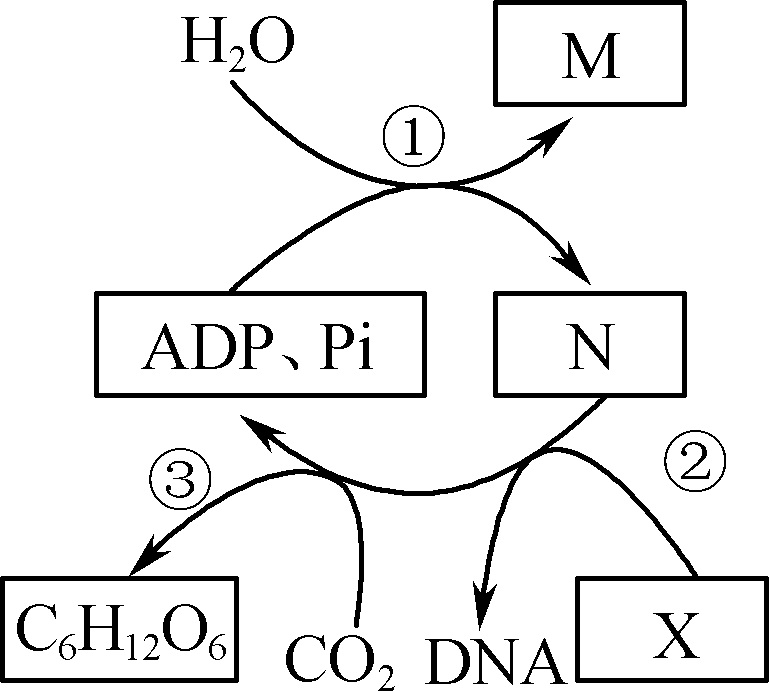 H₂O
M
①
ADP、Pi
N
②
③
C₆H₁₂O₆
CO₂
DNA
X